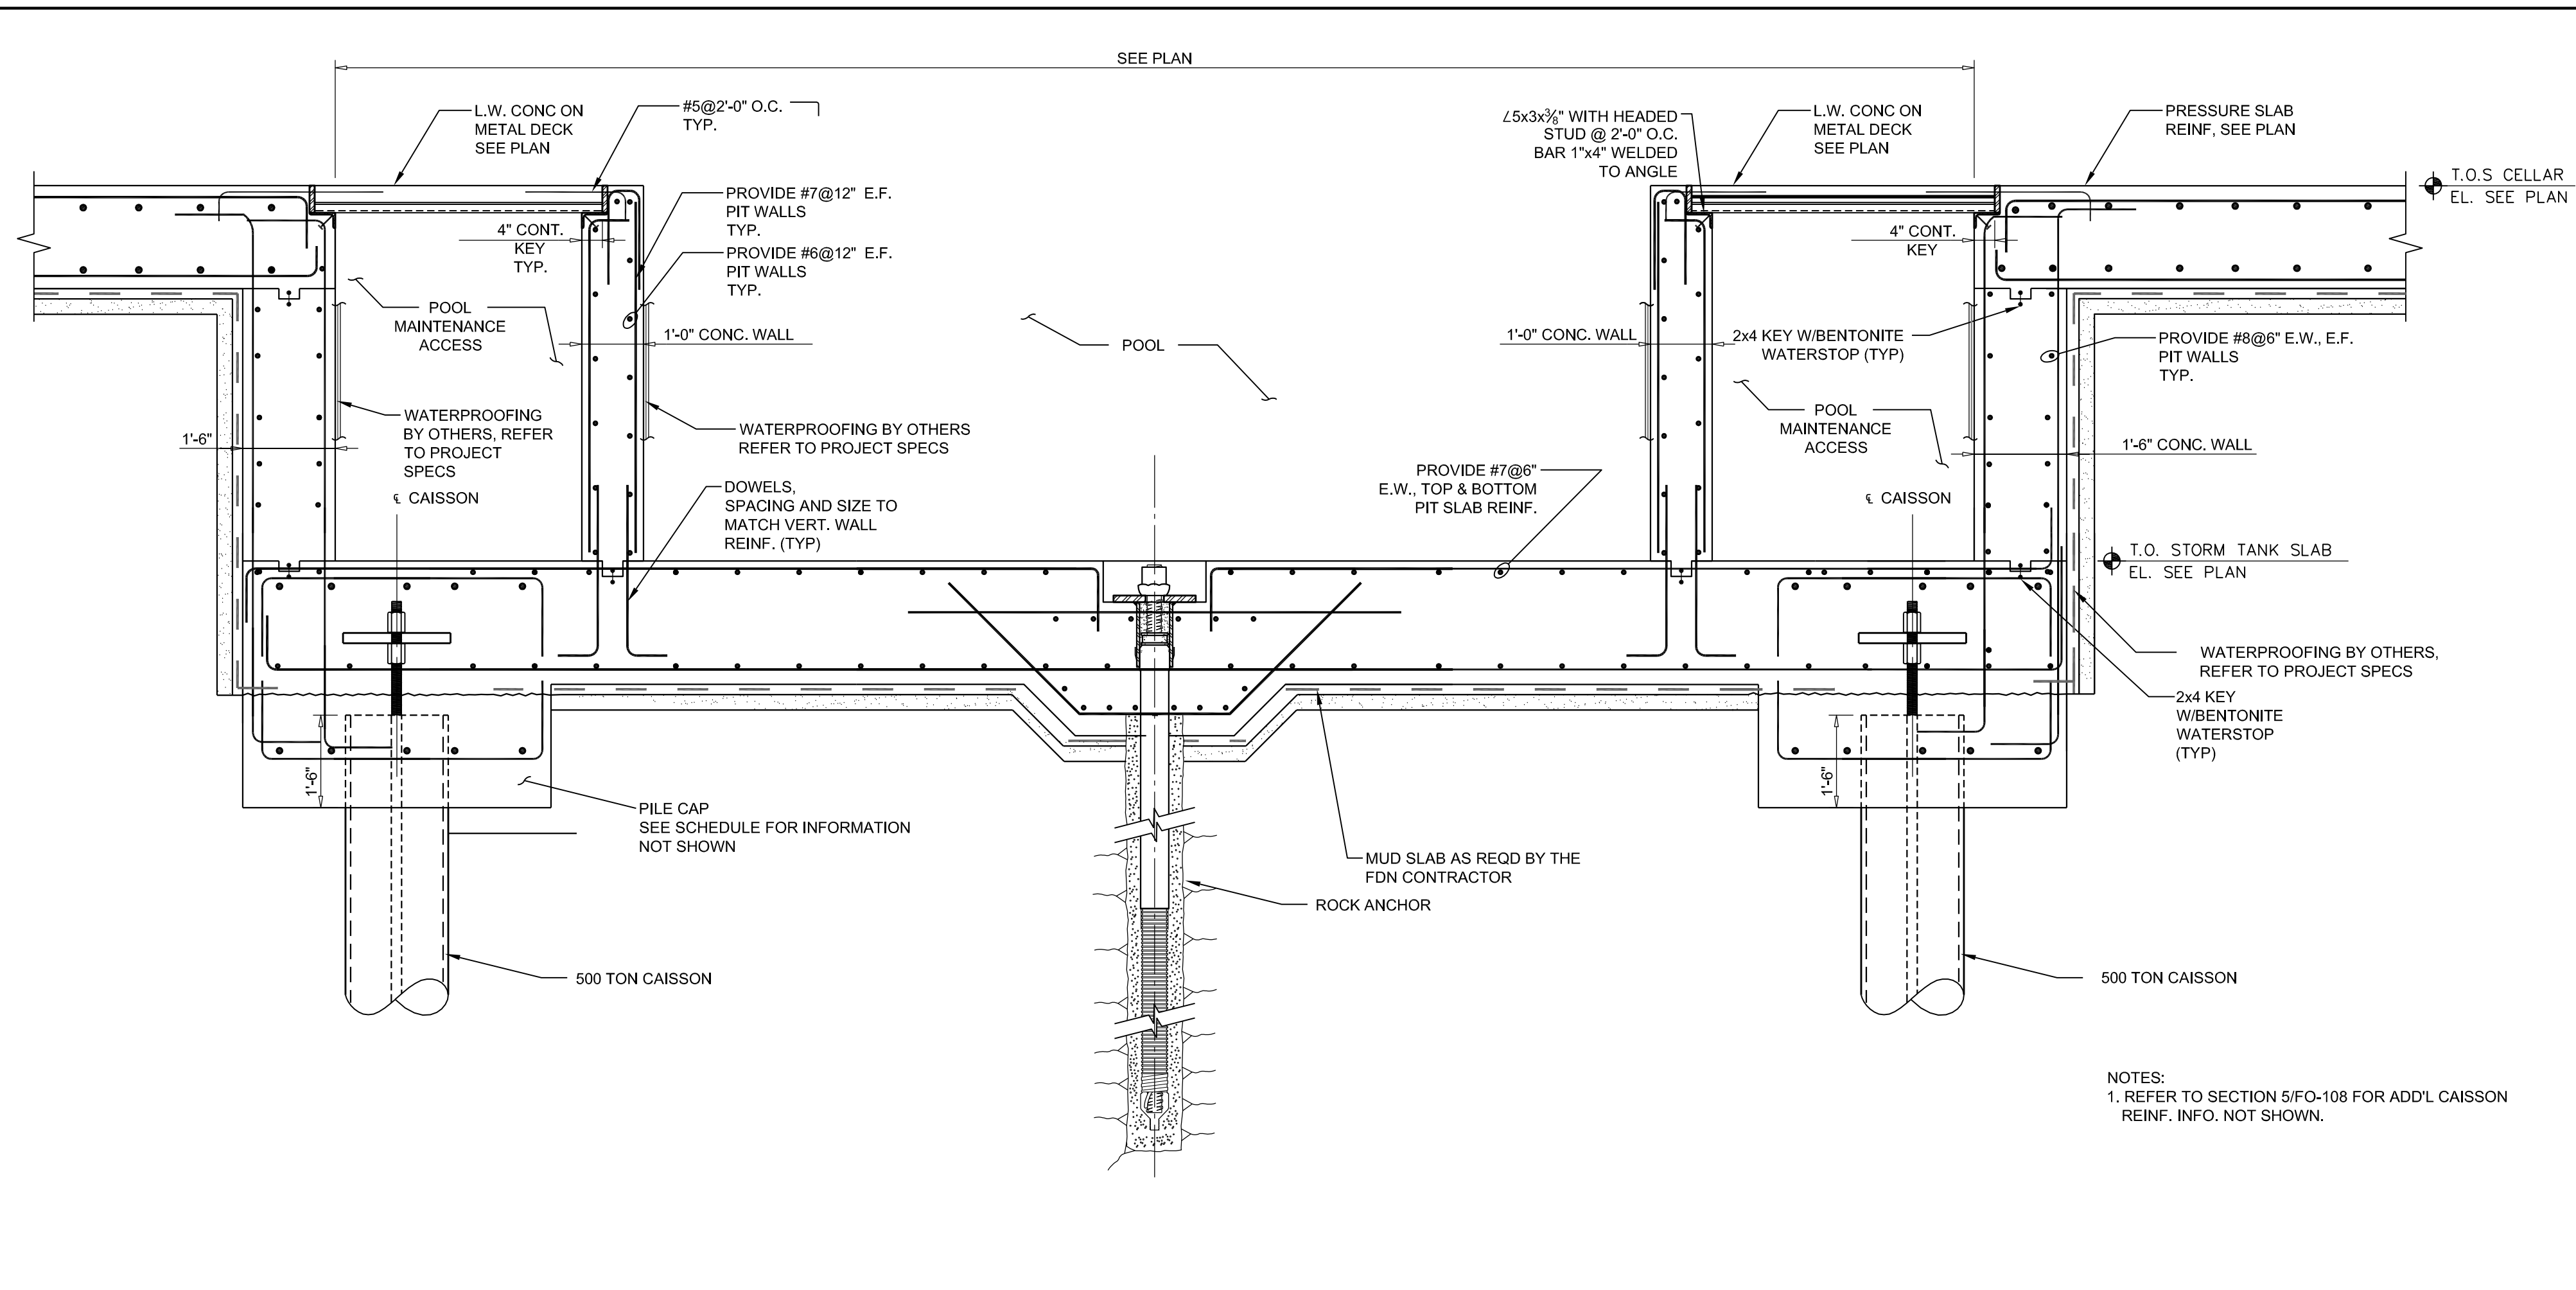 SEE PLAN
L.W. CONC ON
METAL DECK
SEE PLAN
#5@2'-0" O.C.
TYP.
∠5x3x⅜" WITH HEADED
STUD @ 2'-0" O.C.
BAR 1"x4" WELDED
TO ANGLE
L.W. CONC ON
METAL DECK
SEE PLAN
PRESSURE SLAB
REINF, SEE PLAN
T.O.S CELLAR
EL. SEE PLAN
PROVIDE #7@12" E.F.
PIT WALLS
TYP.
4" CONT.
KEY
TYP.
PROVIDE #6@12" E.F.
PIT WALLS
TYP.
4" CONT.
KEY
POOL
MAINTENANCE
ACCESS
1'-0" CONC. WALL
POOL
1'-0" CONC. WALL
2x4 KEY W/BENTONITE
WATERSTOP (TYP)
PROVIDE #8@6" E.W., E.F.
PIT WALLS
TYP.
WATERPROOFING
BY OTHERS, REFER
TO PROJECT
SPECS
1'-6"
WATERPROOFING BY OTHERS
REFER TO PROJECT SPECS
POOL
MAINTENANCE
ACCESS
1'-6" CONC. WALL
℄ CAISSON
DOWELS,
SPACING AND SIZE TO
MATCH VERT. WALL
REINF. (TYP)
PROVIDE #7@6"
E.W., TOP & BOTTOM
PIT SLAB REINF.
℄ CAISSON
T.O. STORM TANK SLAB
EL. SEE PLAN
WATERPROOFING BY OTHERS,
REFER TO PROJECT SPECS
2x4 KEY
W/BENTONITE
WATERSTOP
(TYP)
1'-6"
1'-6"
PILE CAP
SEE SCHEDULE FOR INFORMATION
NOT SHOWN
MUD SLAB AS REQD BY THE
FDN CONTRACTOR
ROCK ANCHOR
500 TON CAISSON
500 TON CAISSON
NOTES:
1. REFER TO SECTION 5/FO-108 FOR ADD'L CAISSON
REINF. INFO. NOT SHOWN.